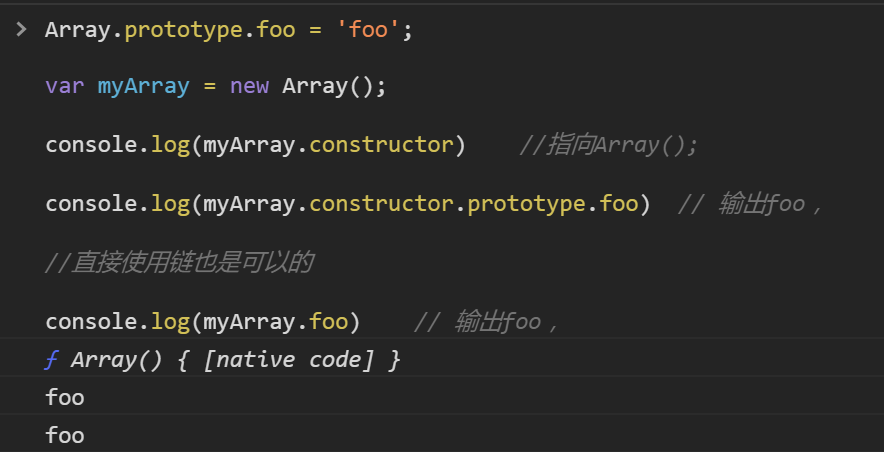 > Array.prototype.foo = 'foo';
var myArray = new Array();
console.log(myArray.constructor)    //指向Array();
console.log(myArray.constructor.prototype.foo)  // 输出foo，
//直接使用链也是可以的
console.log(myArray.foo)    // 输出foo，
ƒ Array() { [native code] }
foo
foo